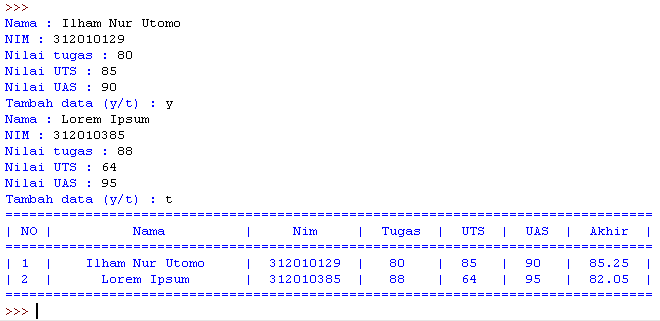 >>>
Nama : Ilham Nur Utomo
NIM : 312010129
Nilai tugas : 80
Nilai UTS : 85
Nilai UAS : 90
Tambah data (y/t) : y
Nama : Lorem Ipsum
NIM : 312010385
Nilai tugas : 88
Nilai UTS : 64
Nilai UAS : 95
Tambah data (y/t) : t
==================================================================================
| NO |          Nama          |    Nim    |  Tugas  |  UTS  |  UAS  |  Akhir  |
==================================================================================
| 1  |    Ilham Nur Utomo     | 312010129 |   80    |  85   |  90   |  85.25  |
| 2  |      Lorem Ipsum       | 312010385 |   88    |  64   |  95   |  82.05  |
==================================================================================
>>>